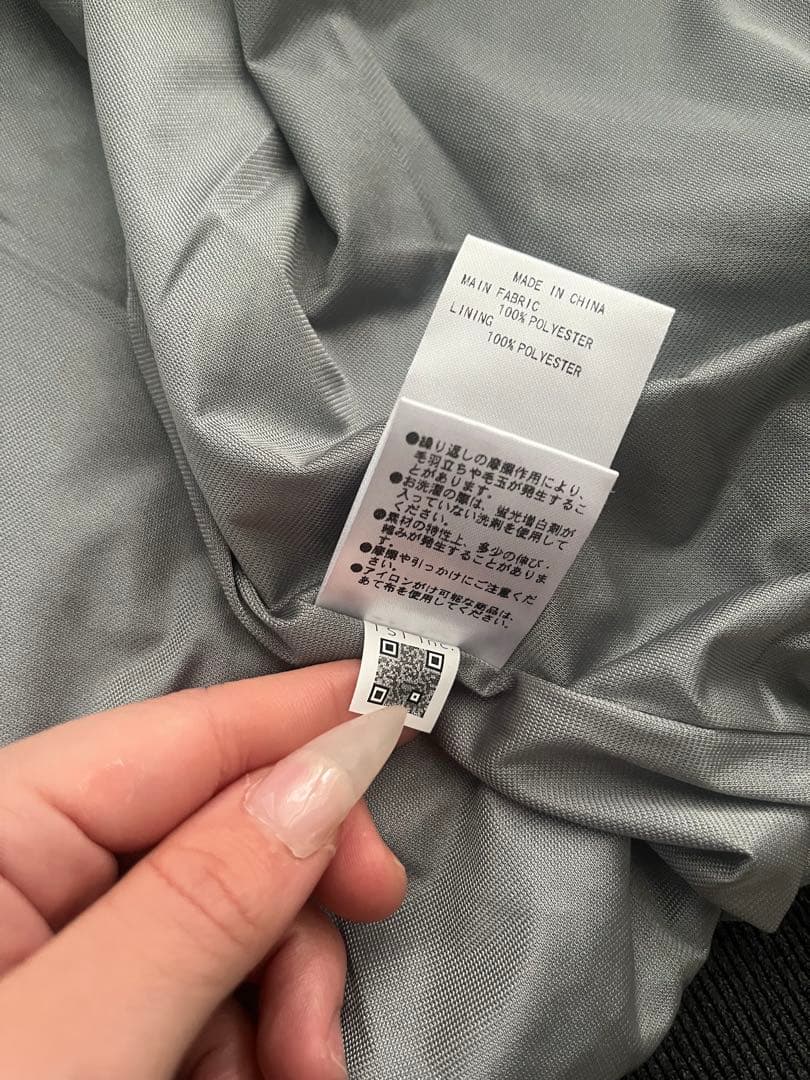 MADE IN CHINA
MAIN FABRIC
100% POLYESTER
LINING
100% POLYESTER
●繰り返しの摩擦作用により、
毛羽立ちや毛玉が発生するこ
とがあります。
●お洗濯の際は、蛍光増白剤が
入っていない洗剤を使用して
ください。
●素材の特性上、多少の伸び・
縮みが発生することがありま
す。
●摩擦や引っかけにご注意くだ
さい。
●アイロンがけ可能な商品は、
あて布を使用してください。
1st Inc.